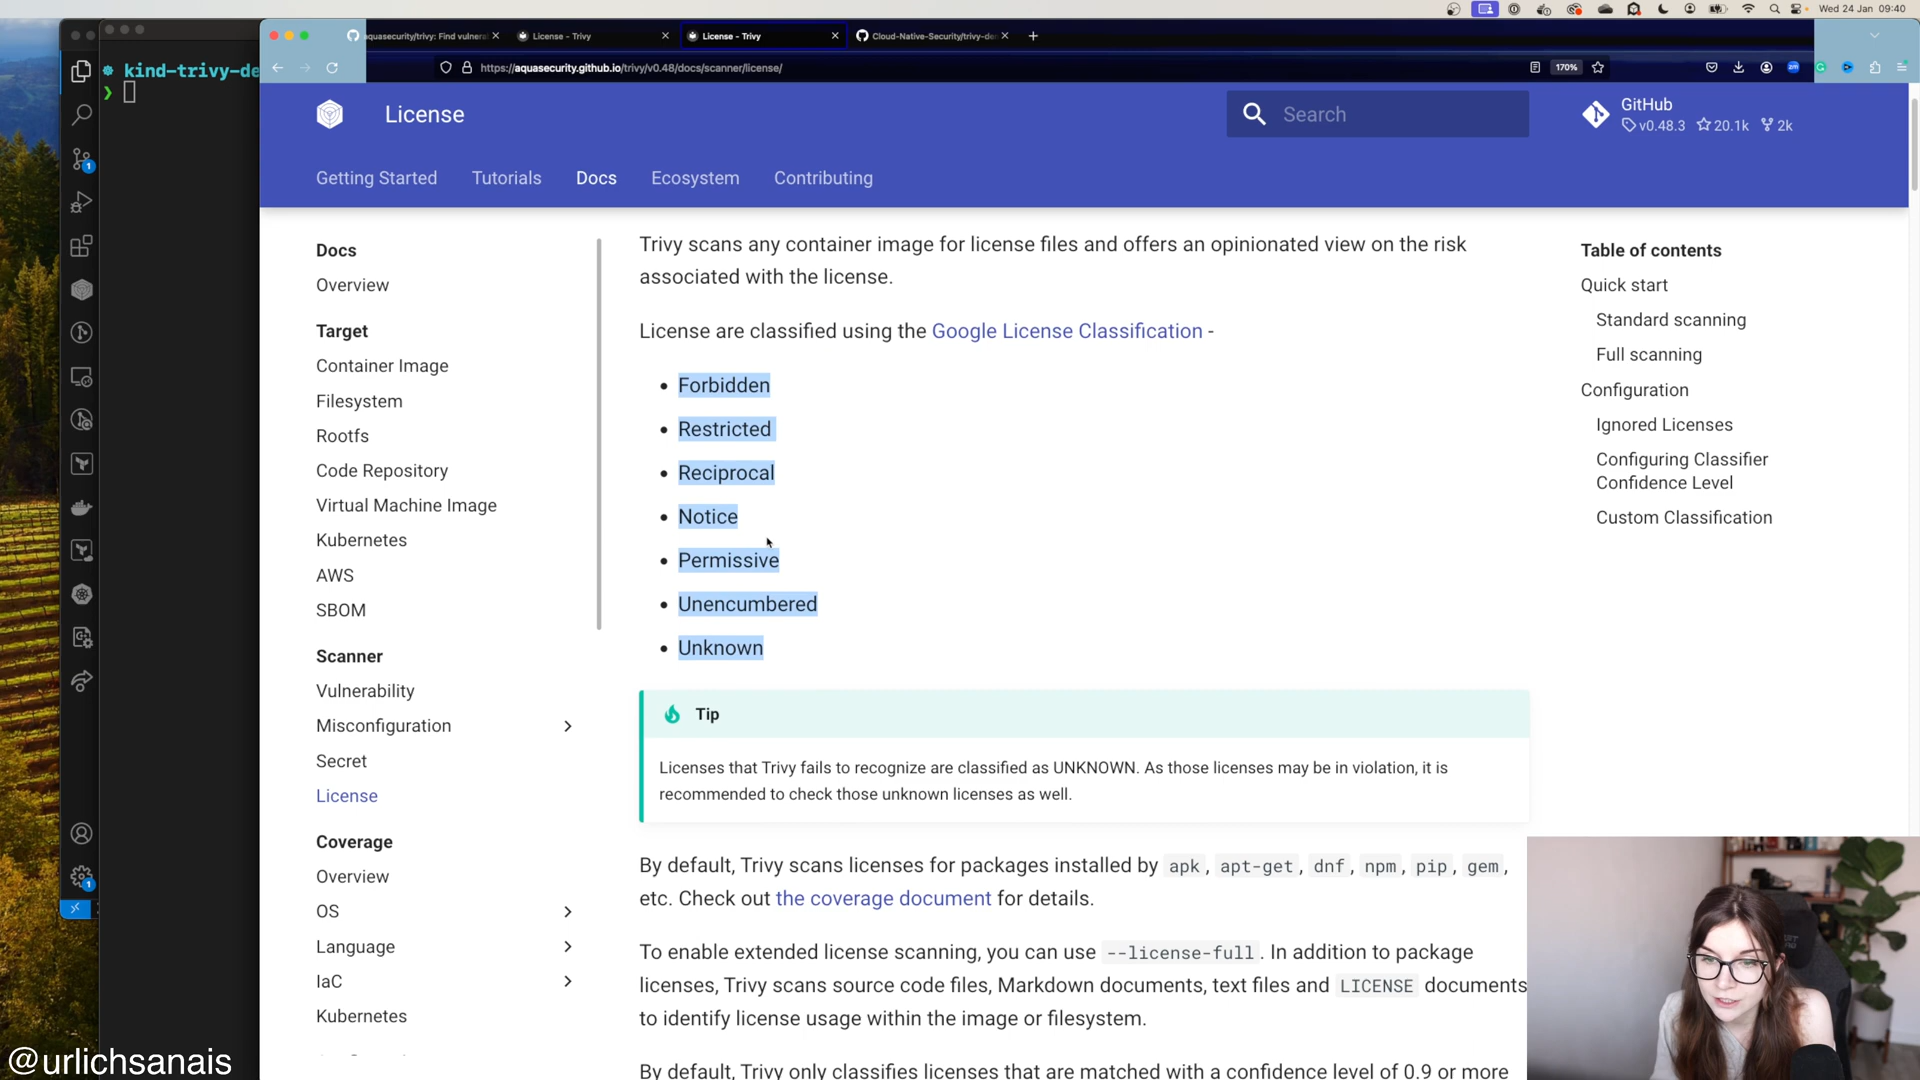 Wed 24 Jan 09:40
aquasecurity/trivy: Find vulnera
License - Trivy
License - Trivy
Cloud-Native-Security/trivy-de
https://aquasecurity.github.io/trivy/v0.48/docs/scanner/license/
170%
kind-trivy-de
License
Search
GitHub
v0.48.3 20.1k 2k
Getting Started
Tutorials
Docs
Ecosystem
Contributing
Docs
Overview
Target
Container Image
Filesystem
Rootfs
Code Repository
Virtual Machine Image
Kubernetes
AWS
SBOM
Scanner
Vulnerability
Misconfiguration
Secret
License
Coverage
Overview
OS
Language
IaC
Kubernetes
Trivy scans any container image for license files and offers an opinionated view on the risk
associated with the license.
License are classified using the Google License Classification -
• Forbidden
• Restricted
• Reciprocal
• Notice
• Permissive
• Unencumbered
• Unknown
Tip
Licenses that Trivy fails to recognize are classified as UNKNOWN. As those licenses may be in violation, it is
recommended to check those unknown licenses as well.
By default, Trivy scans licenses for packages installed by apk, apt-get, dnf, npm, pip, gem,
etc. Check out the coverage document for details.
To enable extended license scanning, you can use --license-full. In addition to package
licenses, Trivy scans source code files, Markdown documents, text files and LICENSE documents
to identify license usage within the image or filesystem.
By default, Trivy only classifies licenses that are matched with a confidence level of 0.9 or more
Table of contents
Quick start
Standard scanning
Full scanning
Configuration
Ignored Licenses
Configuring Classifier
Confidence Level
Custom Classification
@urlichsanais